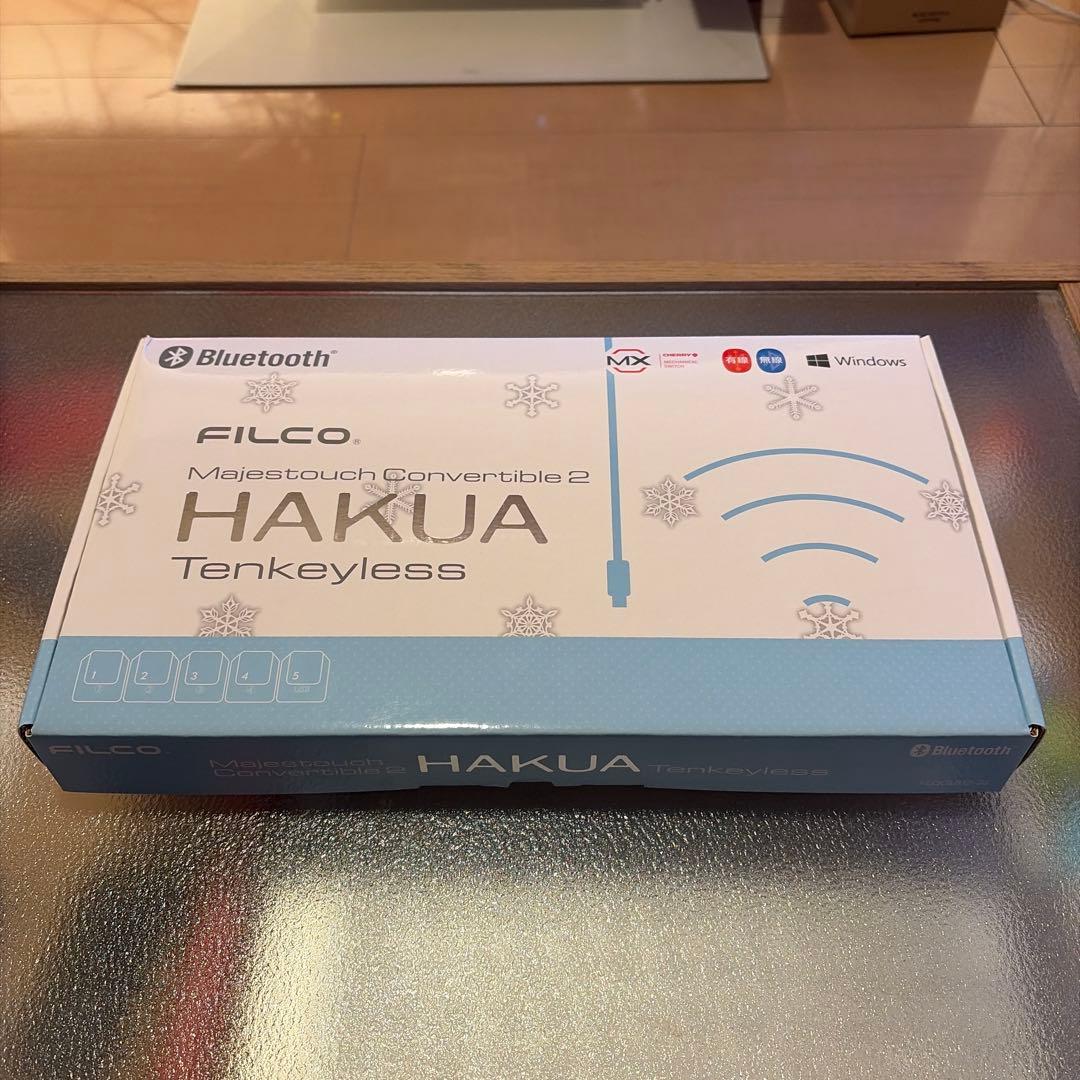 Bluetooth®
MX
CHERRY
MECHANICAL
SWITCH
有線
無線
Windows
FILCO®
Majestouch Convertible 2
HAKUA
Tenkeyless
1 2 3 4 5
USB
FILCO
Majestouch
Convertible 2
HAKUA
Tenkeyless
Bluetooth